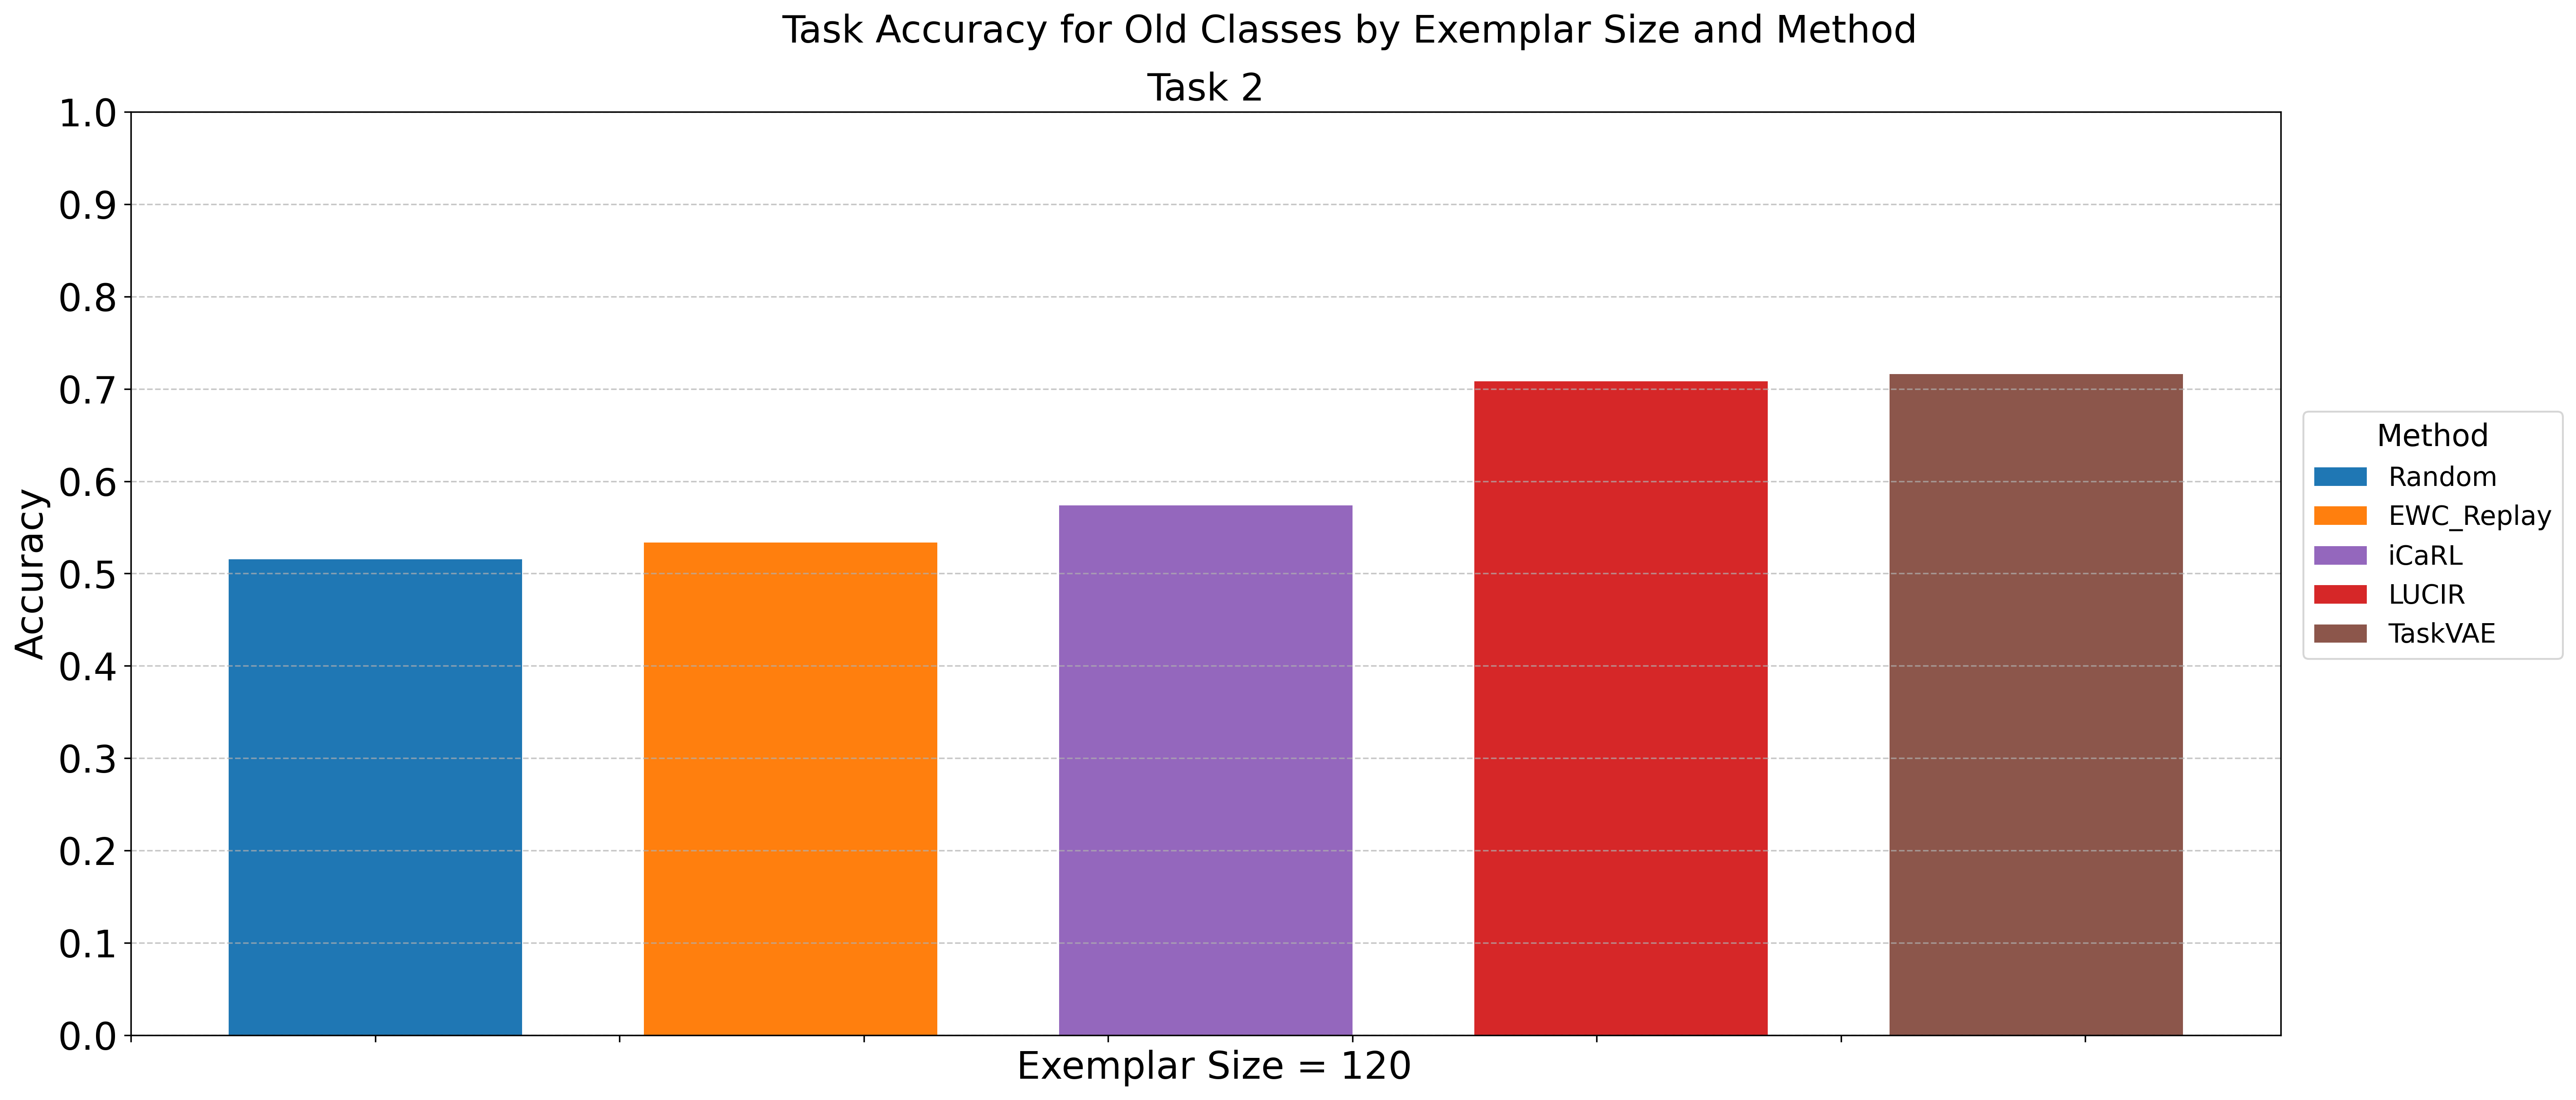 Task Accuracy for Old Classes by Exemplar Size and Method
Task 2
1.0
0.9
0.8
0.7
0.6
0.5
0.4
0.3
0.2
0.1
0.0
Accuracy
Exemplar Size = 120
Method
Random
EWC_Replay
iCaRL
LUCIR
TaskVAE